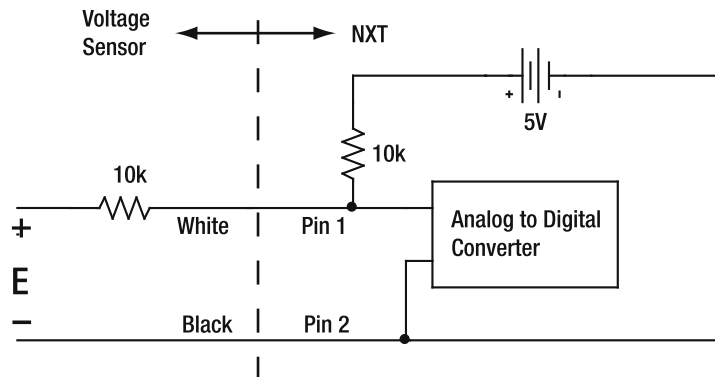 Voltage
Sensor
NXT
+
-
5V
10k
10k
White
Pin 1
Analog to Digital
Converter
+
E
–
Black
Pin 2